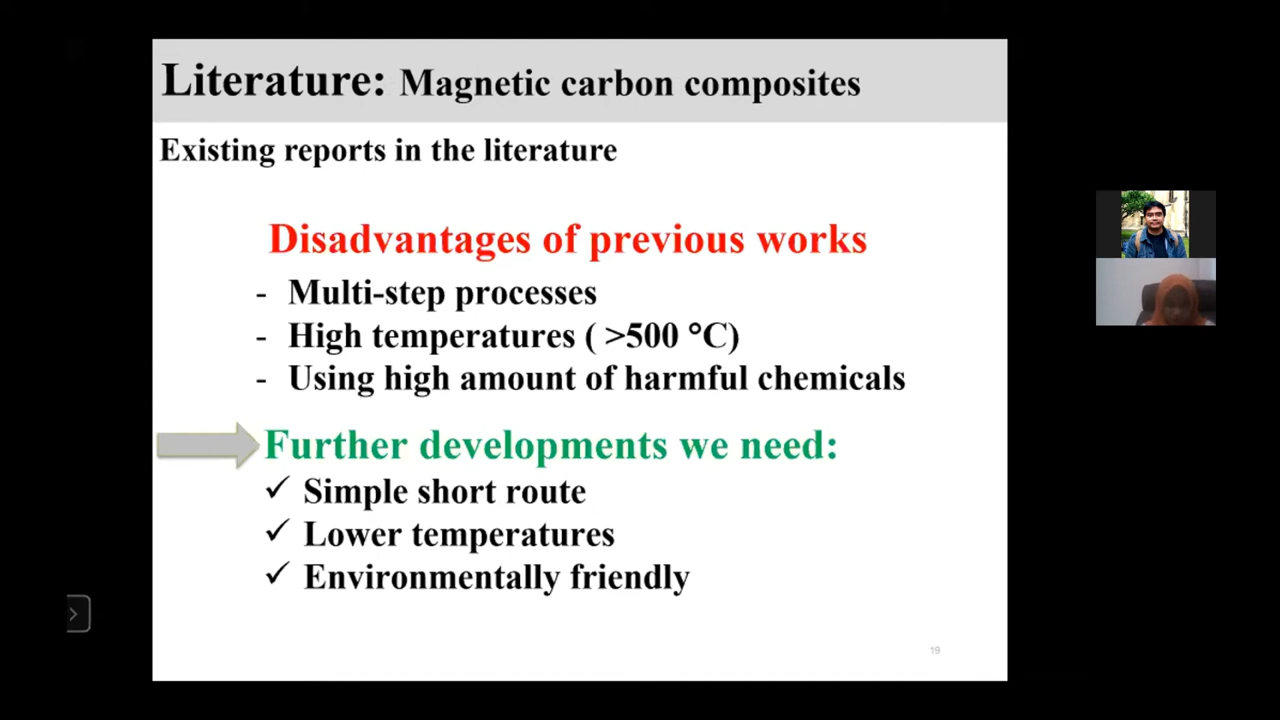 Literature: Magnetic carbon composites
Existing reports in the literature
Disadvantages of previous works
- Multi-step processes
- High temperatures ( >500 °C)
- Using high amount of harmful chemicals
Further developments we need:
✓ Simple short route
✓ Lower temperatures
✓ Environmentally friendly
19